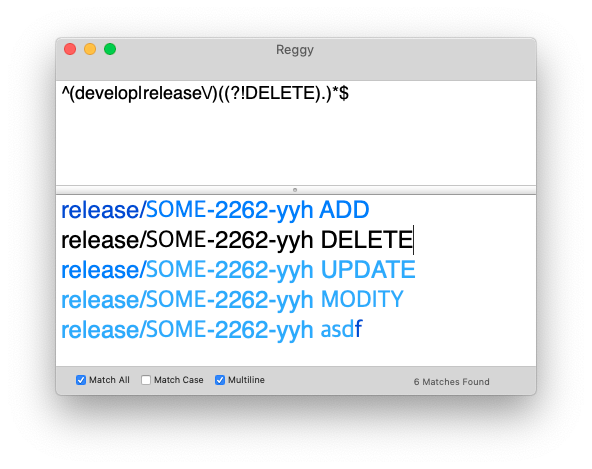 Reggy
^(develop|release\/)((?!DELETE).)*$
release/SOME-2262-yyh ADD
release/SOME-2262-yyh DELETE
release/SOME-2262-yyh UPDATE
release/SOME-2262-yyh MODITY
release/SOME-2262-yyh asdf
Match All Match Case Multiline 6 Matches Found